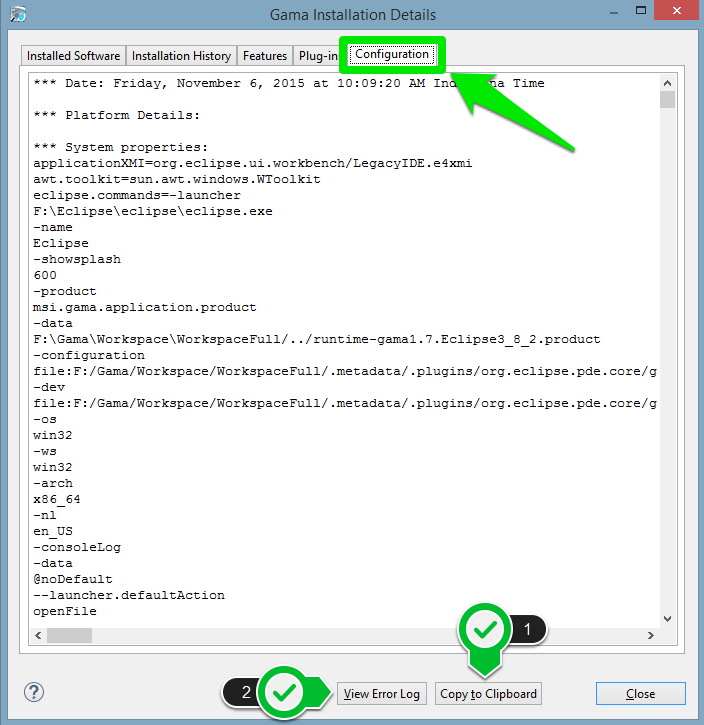 Gama Installation Details
Installed Software Installation History Features Plug-in Configuration
*** Date: Friday, November 6, 2015 at 10:09:20 AM Time
*** Platform Details:
*** System properties:
applicationXMI=org.eclipse.ui.workbench/LegacyIDE.e4xmi
awt.toolkit=sun.awt.windows.WToolkit
eclipse.commands=-launcher
F:\Eclipse\eclipse\eclipse.exe
-name
Eclipse
-showsplash
600
-product
msi.gama.application.product
-data
F:\Gama\Workspace\WorkspaceFull/../runtime-gama1.7.Eclipse3_8_2.product
-configuration
file:F:/Gama/Workspace/WorkspaceFull/.metadata/.plugins/org.eclipse.pde.core/g
-dev
file:F:/Gama/Workspace/WorkspaceFull/.metadata/.plugins/org.eclipse.pde.core/g
-os
win32
-ws
win32
-arch
x86_64
-nl
en_US
-consoleLog
-data
@noDefault
--launcher.defaultAction
openFile
1
2 View Error Log Copy to Clipboard Close